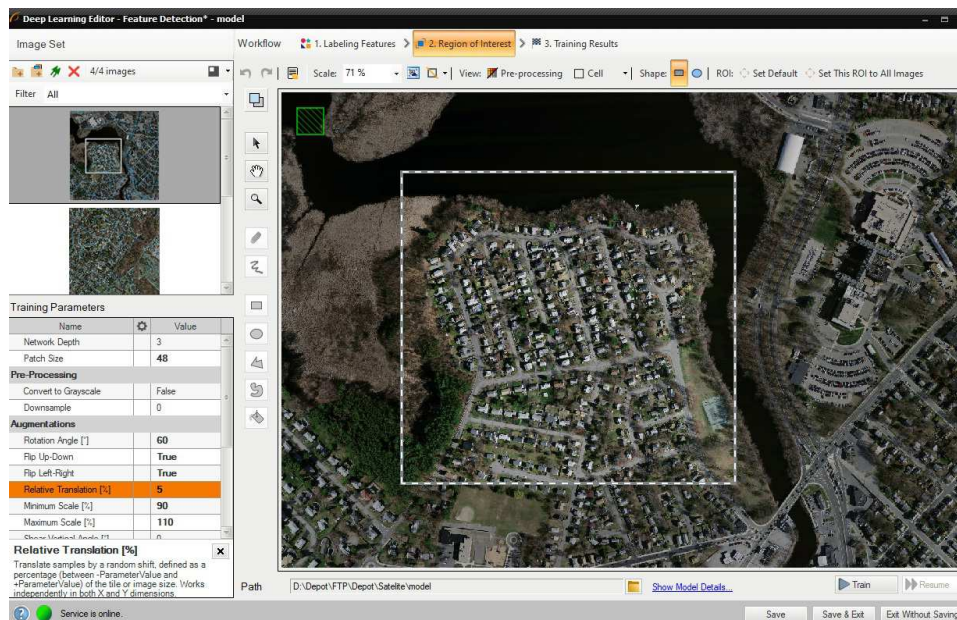 Deep Learning Editor - Feature Detection* - model
Image Set
Workflow 1. Labeling Features 2. Region of Interest 3. Training Results
4/4 images
Scale: 71 % View: Pre-processing Cell Shape: ROI: Set Default Set This ROI to All Images
Filter All
Training Parameters
Name Value
Network Depth 3
Patch Size 48
Pre-Processing
Convert to Grayscale False
Downsample 0
Augmentations
Rotation Angle [°] 60
Flip Up-Down True
Flip Left-Right True
Relative Translation [%] 5
Minimum Scale [%] 90
Maximum Scale [%] 110
Shear Vertical Angle [°] 0
Relative Translation [%]
Translate samples by a random shift, defined as a
percentage (between -ParameterValue and
+ParameterValue) of the tile or image size. Works
independently in both X and Y dimensions.
Path D:\Depot\FTP\Depot\Satelite\model Show Model Details... Train Resume
Service is online. Save Save & Exit Exit Without Saving